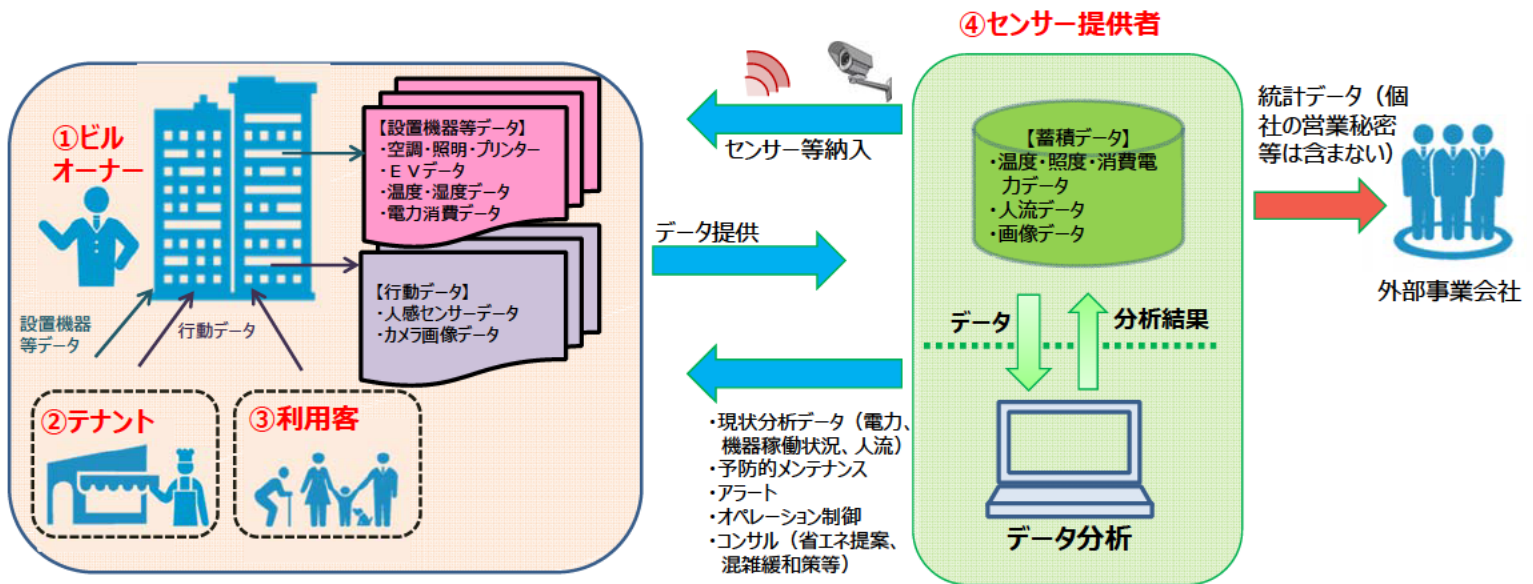 ①ビル
オーナー
【設置機器等データ】
・空調・照明・プリンター
・ＥＶデータ
・温度・湿度データ
・電力消費データ
【行動データ】
・人感センサーデータ
・カメラ画像データ
設置機器
等データ
行動データ
②テナント
③利用客
センサー等納入
データ提供
・現状分析データ（電力、
機器稼働状況、人流）
・予防的メンテナンス
・アラート
・オペレーション制御
・コンサル（省エネ提案、
混雑緩和策等）
④センサー提供者
【蓄積データ】
・温度・照度・消費電
力データ
・人流データ
・画像データ
データ
分析結果
データ分析
統計データ（個
社の営業秘密
等は含まない）
外部事業会社